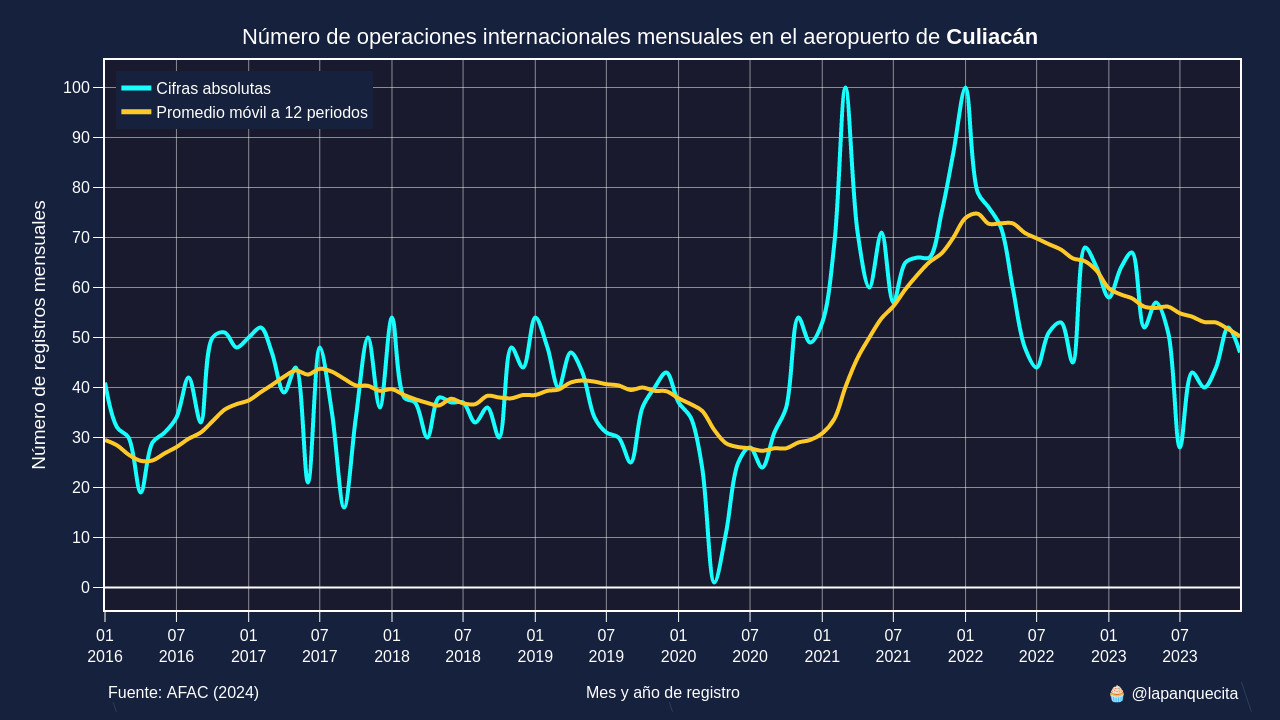 Número de operaciones internacionales mensuales en el aeropuerto de Culiacán
Cifras absolutas
Promedio móvil a 12 periodos
Número de registros mensuales
100
90
80
70
60
50
40
30
20
10
0
01 07 01 07 01 07 01 07 01 07 01 07 01 07 01 07
2016 2016 2017 2017 2018 2018 2019 2019 2020 2020 2021 2021 2022 2022 2023 2023
Fuente: AFAC (2024)
Mes y año de registro
🧁 @lapanquecita